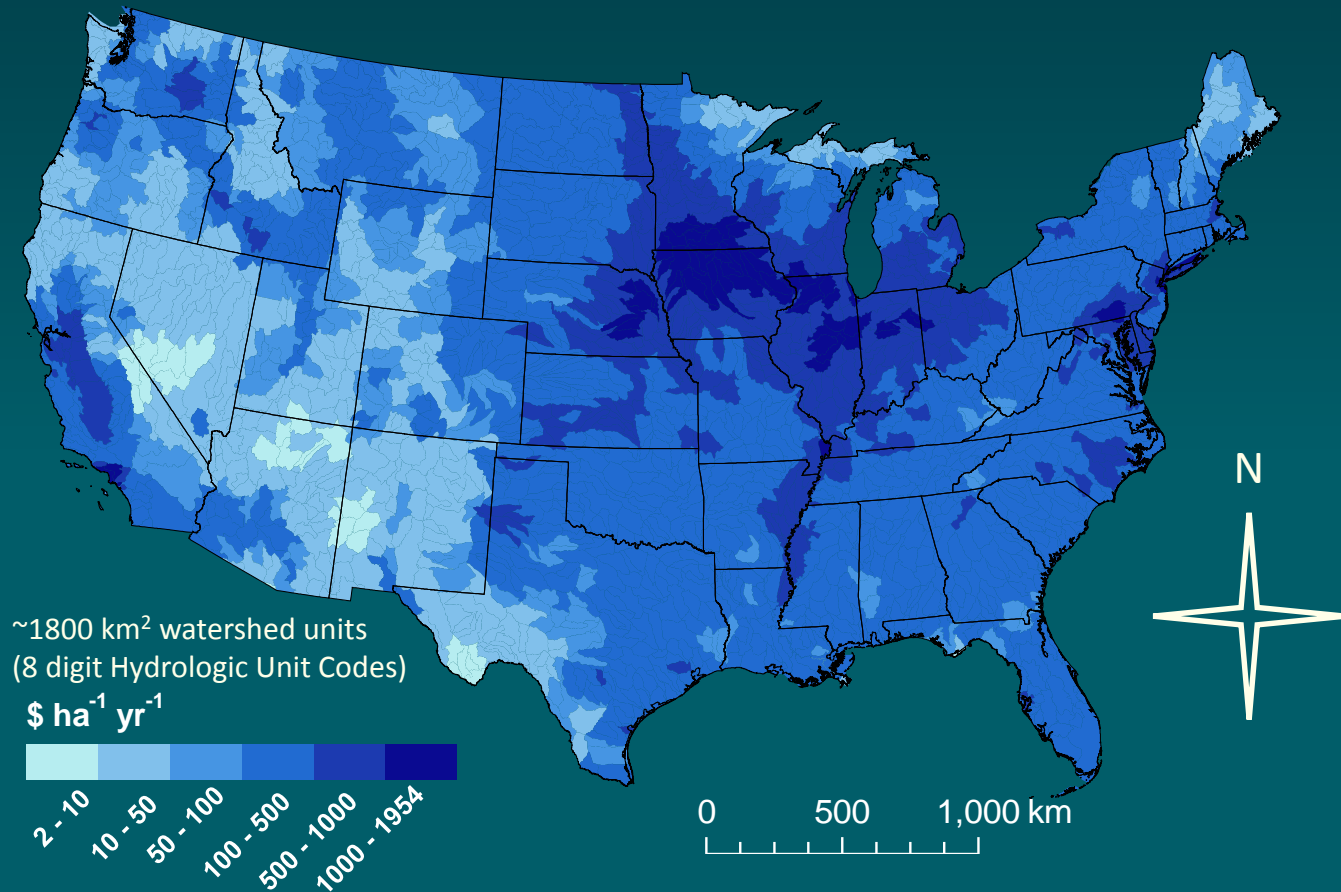 N
~1800 km² watershed units
(8 digit Hydrologic Unit Codes)
$ ha⁻¹ yr⁻¹
2 - 10
10 - 50
50 - 100
100 - 500
500 - 1000
1000 - 1954
0 500 1,000 km